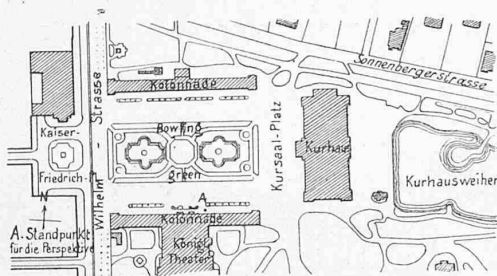 Sonnenbergerstrasse
Kolonnade
Wilhelm - Strasse
Kaiser-
Friedrich-Pl.
Bowling
green
Kursaal-Platz
Kurhaus
Kurhausweiher
N
A
A. Standpunkt
für die Perspektive
Kolonnade
Königl.
Theater